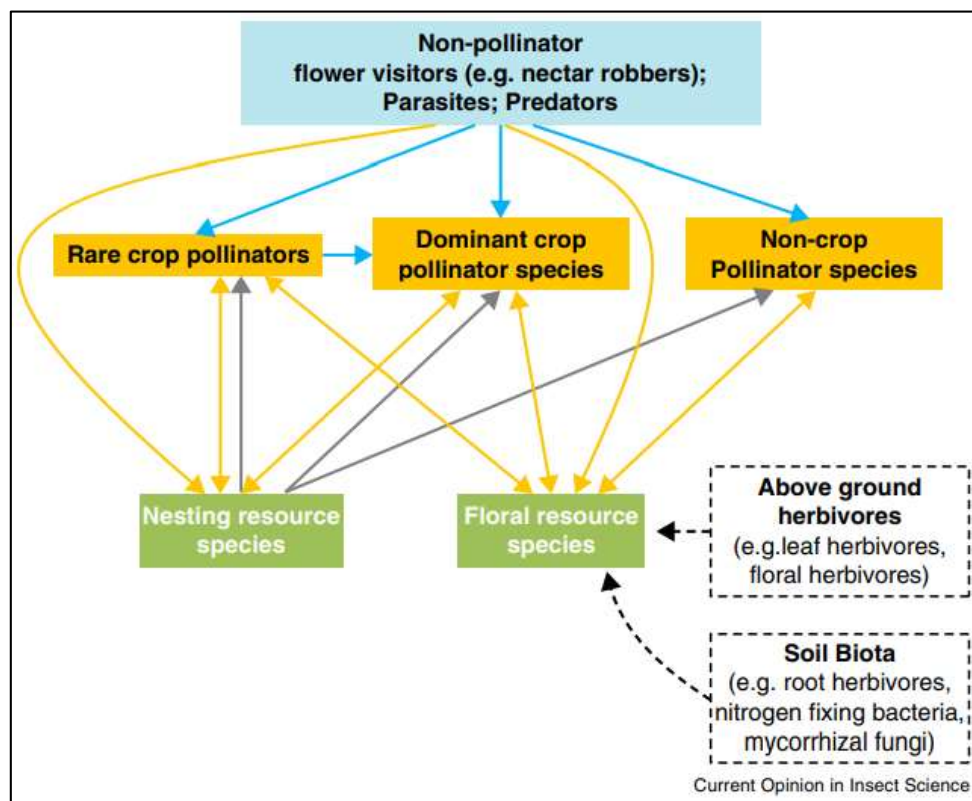 Non-pollinator
flower visitors (e.g. nectar robbers);
Parasites; Predators
Rare crop pollinators
Dominant crop
pollinator species
Non-crop
Pollinator species
Nesting resource
species
Floral resource
species
Above ground
herbivores
(e.g.leaf herbivores,
floral herbivores)
Soil Biota
(e.g. root herbivores,
nitrogen fixing bacteria,
mycorrhizal fungi)
Current Opinion in Insect Science